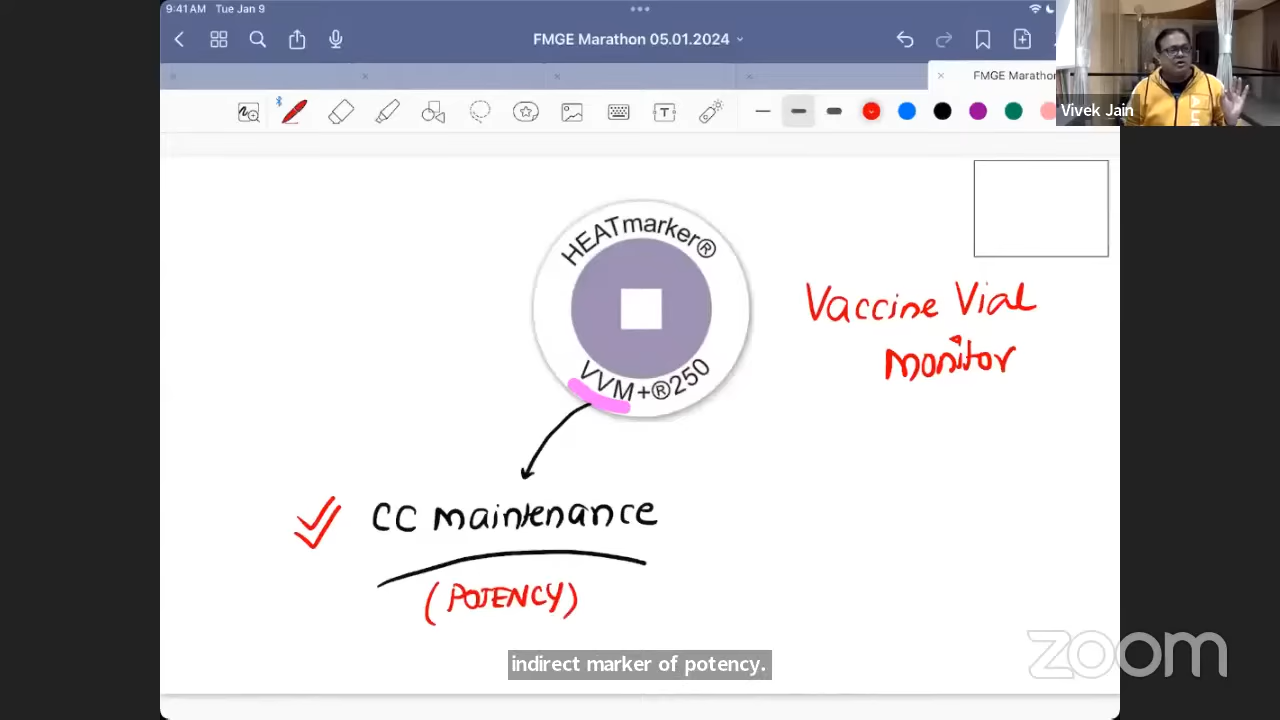 9:41 AM Tue Jan 9
FMGE Marathon 05.01.2024
FMGE Maratho
Vivek Jain
HEATmarker®
VVM+®250
Vaccine Vial
monitor
CC maintenance
(POTENCY)
indirect marker of potency.
zoom